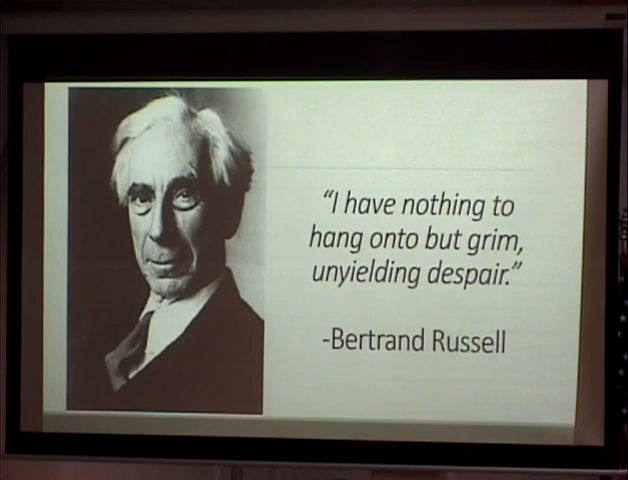 “I have nothing to
hang onto but grim,
unyielding despair.”
-Bertrand Russell